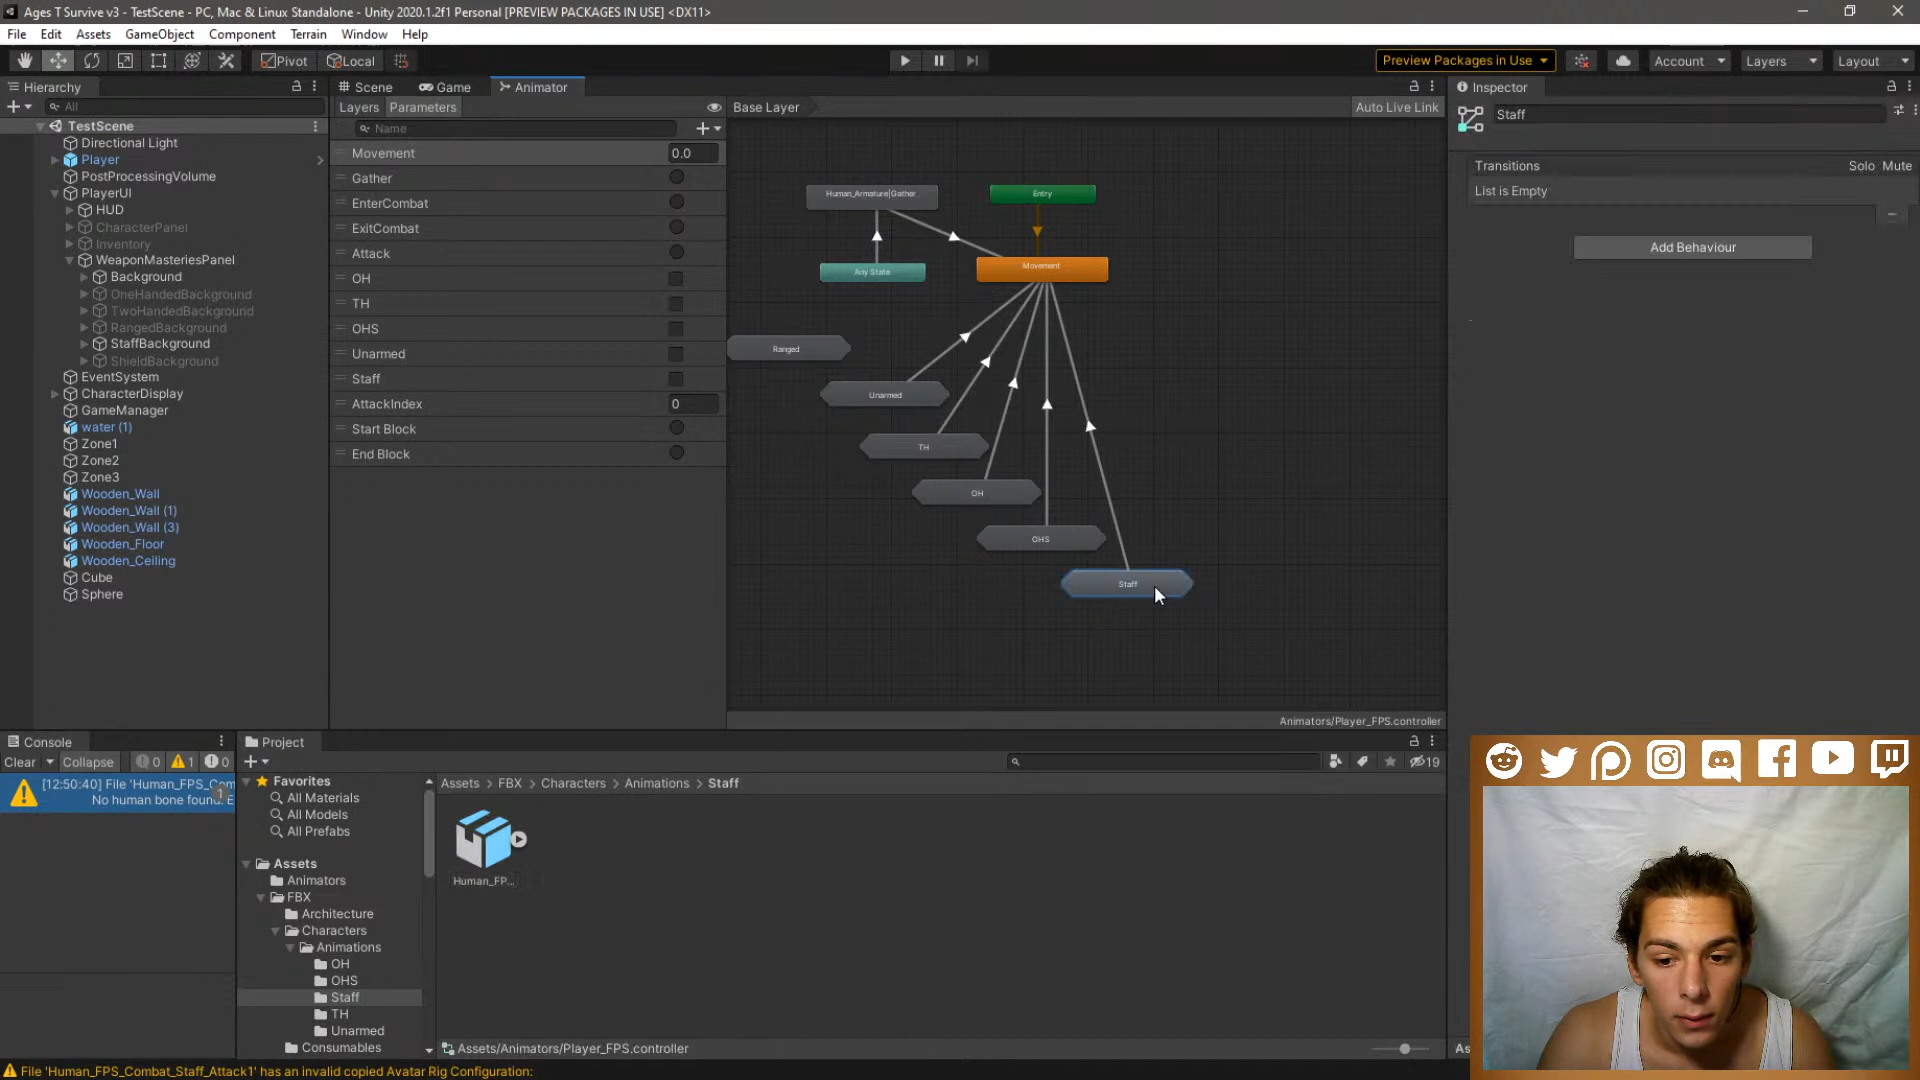 Ages T Survive v3 - TestScene - PC, Mac & Linux Standalone - Unity 2020.1.2f1 Personal [PREVIEW PACKAGES IN USE] <DX11>
File Edit Assets GameObject Component Terrain Window Help
Pivot Local Preview Packages in Use Account Layers Layout
Hierarchy
All
TestScene
Directional Light
Player
PostProcessingVolume
PlayerUI
HUD
CharacterPanel
Inventory
WeaponMasteriesPanel
Background
OneHandedBackground
TwoHandedBackground
RangedBackground
StaffBackground
ShieldBackground
EventSystem
CharacterDisplay
GameManager
water (1)
Zone1
Zone2
Zone3
Wooden_Wall
Wooden_Wall (1)
Wooden_Wall (3)
Wooden_Floor
Wooden_Ceiling
Cube
Sphere
Scene Game Animator
Layers Parameters
Name
Movement 0.0
Gather
EnterCombat
ExitCombat
Attack
OH
TH
OHS
Unarmed
Staff
AttackIndex 0
Start Block
End Block
Base Layer Auto Live Link
Human_Armature|Gather
Entry
Any State
Movement
Ranged
Unarmed
TH
OH
OHS
Staff
Animators/Player_FPS.controller
Inspector
Staff
Transitions Solo Mute
List is Empty
Add Behaviour
Console
Clear Collapse 0 1 0
[12:50:40] File 'Human_FPS_Com
No human bone found. E
1
Project
19
Favorites
All Materials
All Models
All Prefabs
Assets
Animators
FBX
Architecture
Characters
Animations
OH
OHS
Staff
TH
Unarmed
Consumables
Assets > FBX > Characters > Animations > Staff
Human_FP...
Assets/Animators/Player_FPS.controller
As
File 'Human_FPS_Combat_Staff_Attack1' has an invalid copied Avatar Rig Configuration: